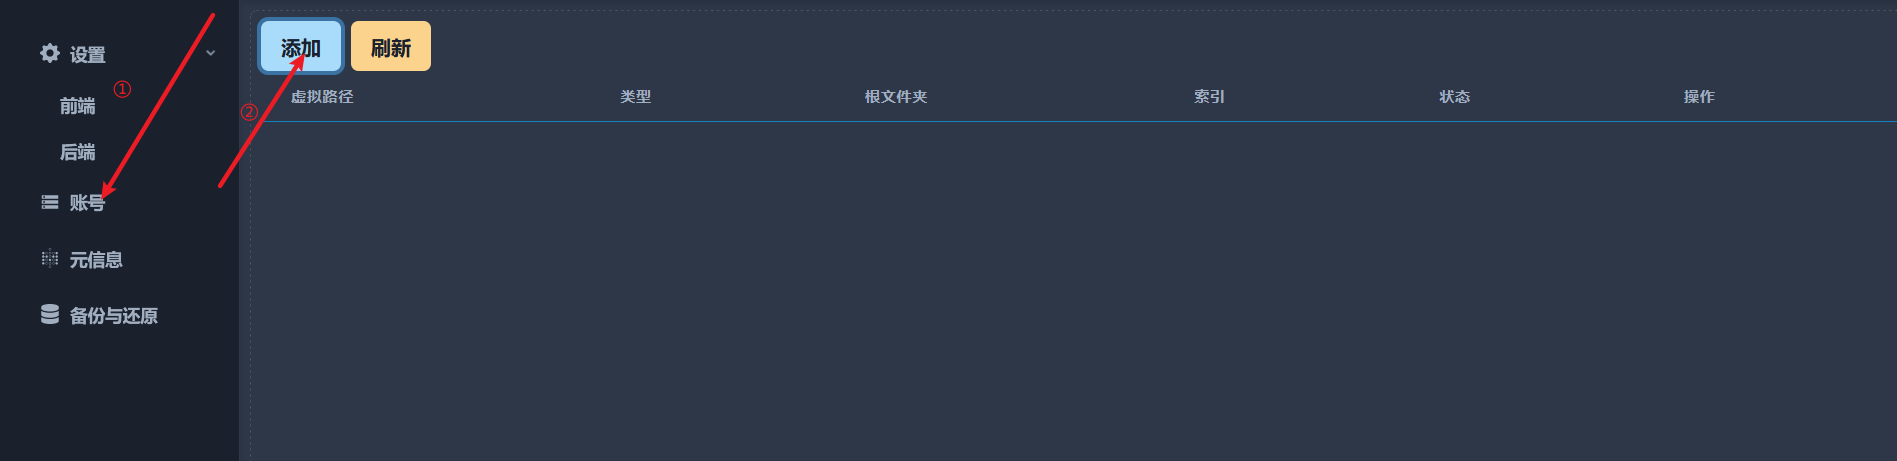 设置
前端
①
后端
账号
元信息
备份与还原
添加 刷新
②
虚拟路径 类型 根文件夹 索引 状态 操作